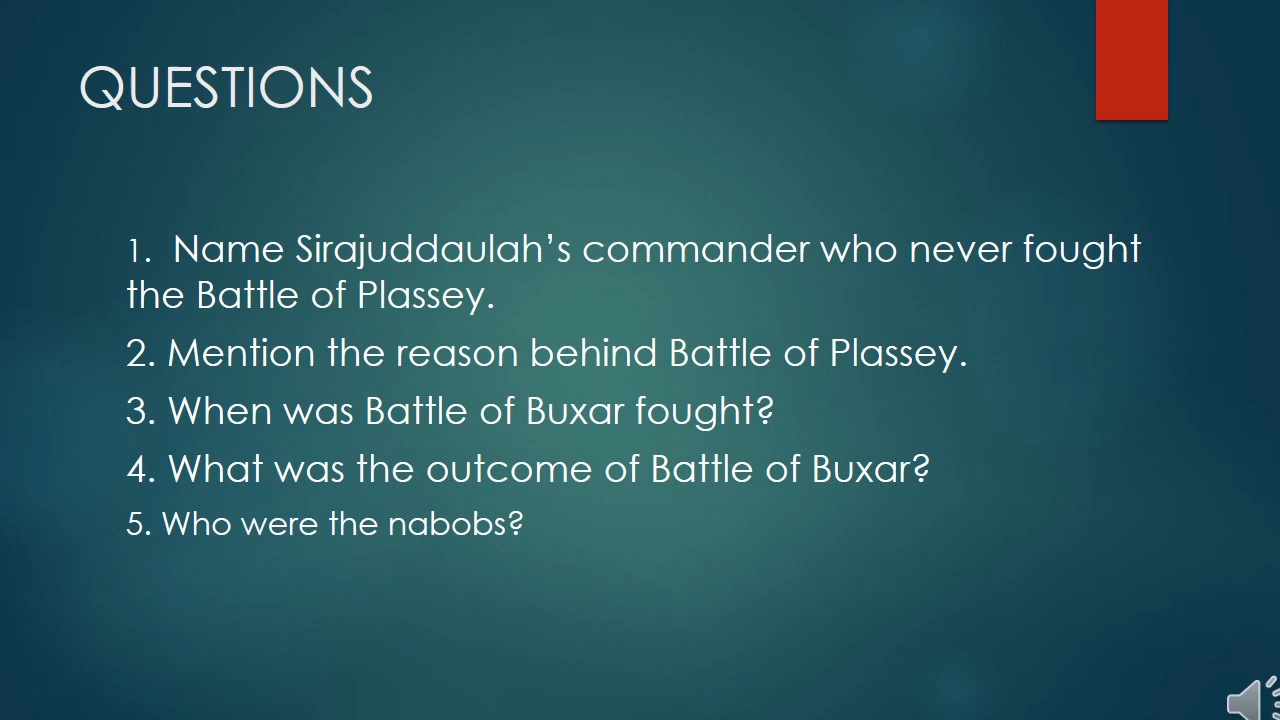 QUESTIONS
1. Name Sirajuddaulah’s commander who never fought
the Battle of Plassey.
2. Mention the reason behind Battle of Plassey.
3. When was Battle of Buxar fought?
4. What was the outcome of Battle of Buxar?
5. Who were the nabobs?